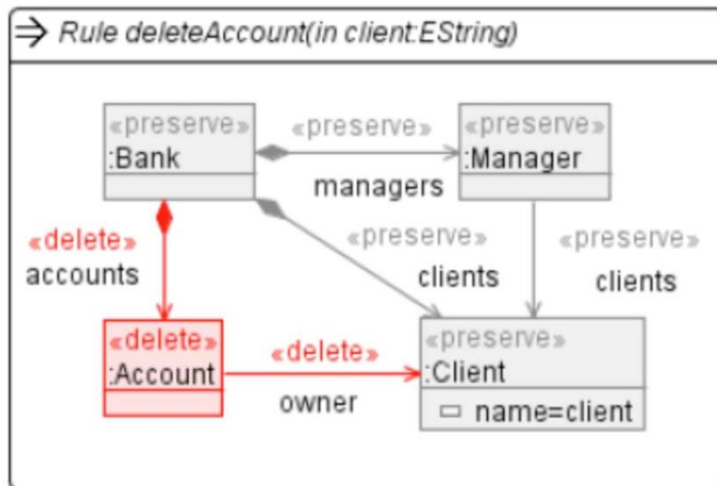 Rule deleteAccount(in client:EString)
«preserve»
:Bank
«preserve»
managers
«preserve»
:Manager
«delete»
accounts
«preserve»
clients
«preserve»
clients
«delete»
:Account
«delete»
owner
«preserve»
:Client
name=client